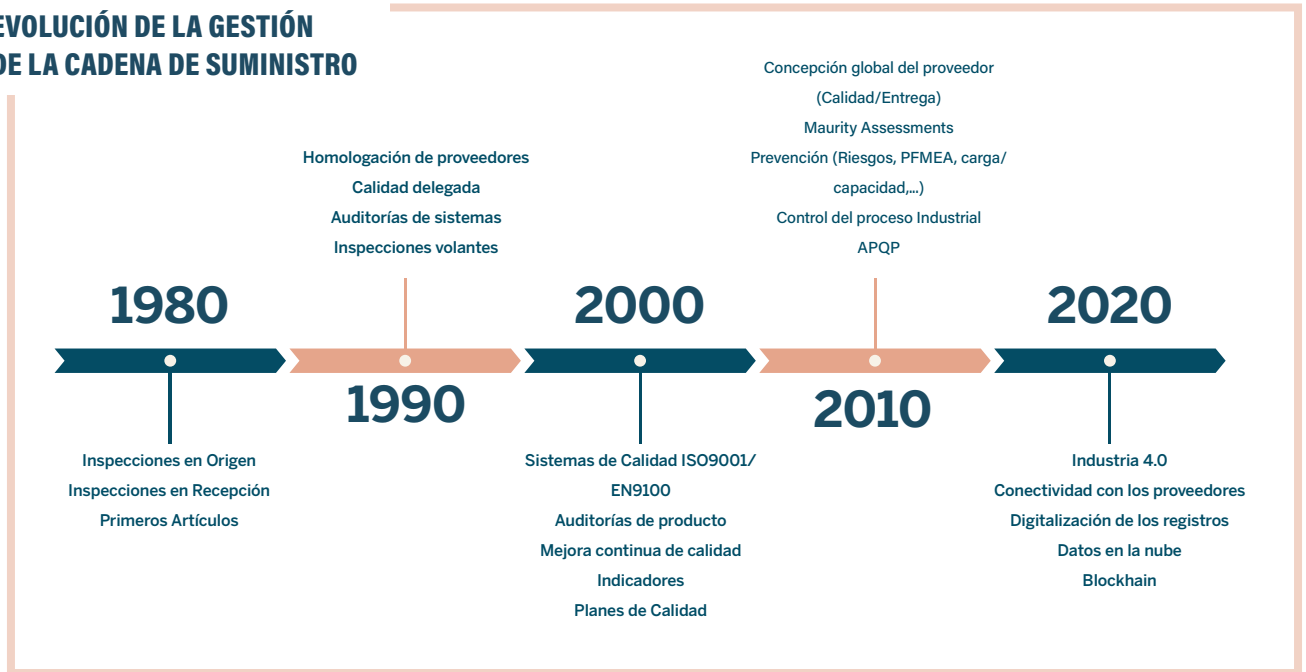 EVOLUCIÓN DE LA GESTIÓN
DE LA CADENA DE SUMINISTRO
1980
Inspecciones en Origen
Inspecciones en Recepción
Primeros Artículos
Homologación de proveedores
Calidad delegada
Auditorías de sistemas
Inspecciones volantes
1990
2000
Sistemas de Calidad ISO9001/
EN9100
Auditorías de producto
Mejora continua de calidad
Indicadores
Planes de Calidad
Concepción global del proveedor
(Calidad/Entrega)
Maurity Assessments
Prevención (Riesgos, PFMEA, carga/
capacidad,...)
Control del proceso Industrial
APQP
2010
2020
Industria 4.0
Conectividad con los proveedores
Digitalización de los registros
Datos en la nube
Blockhain